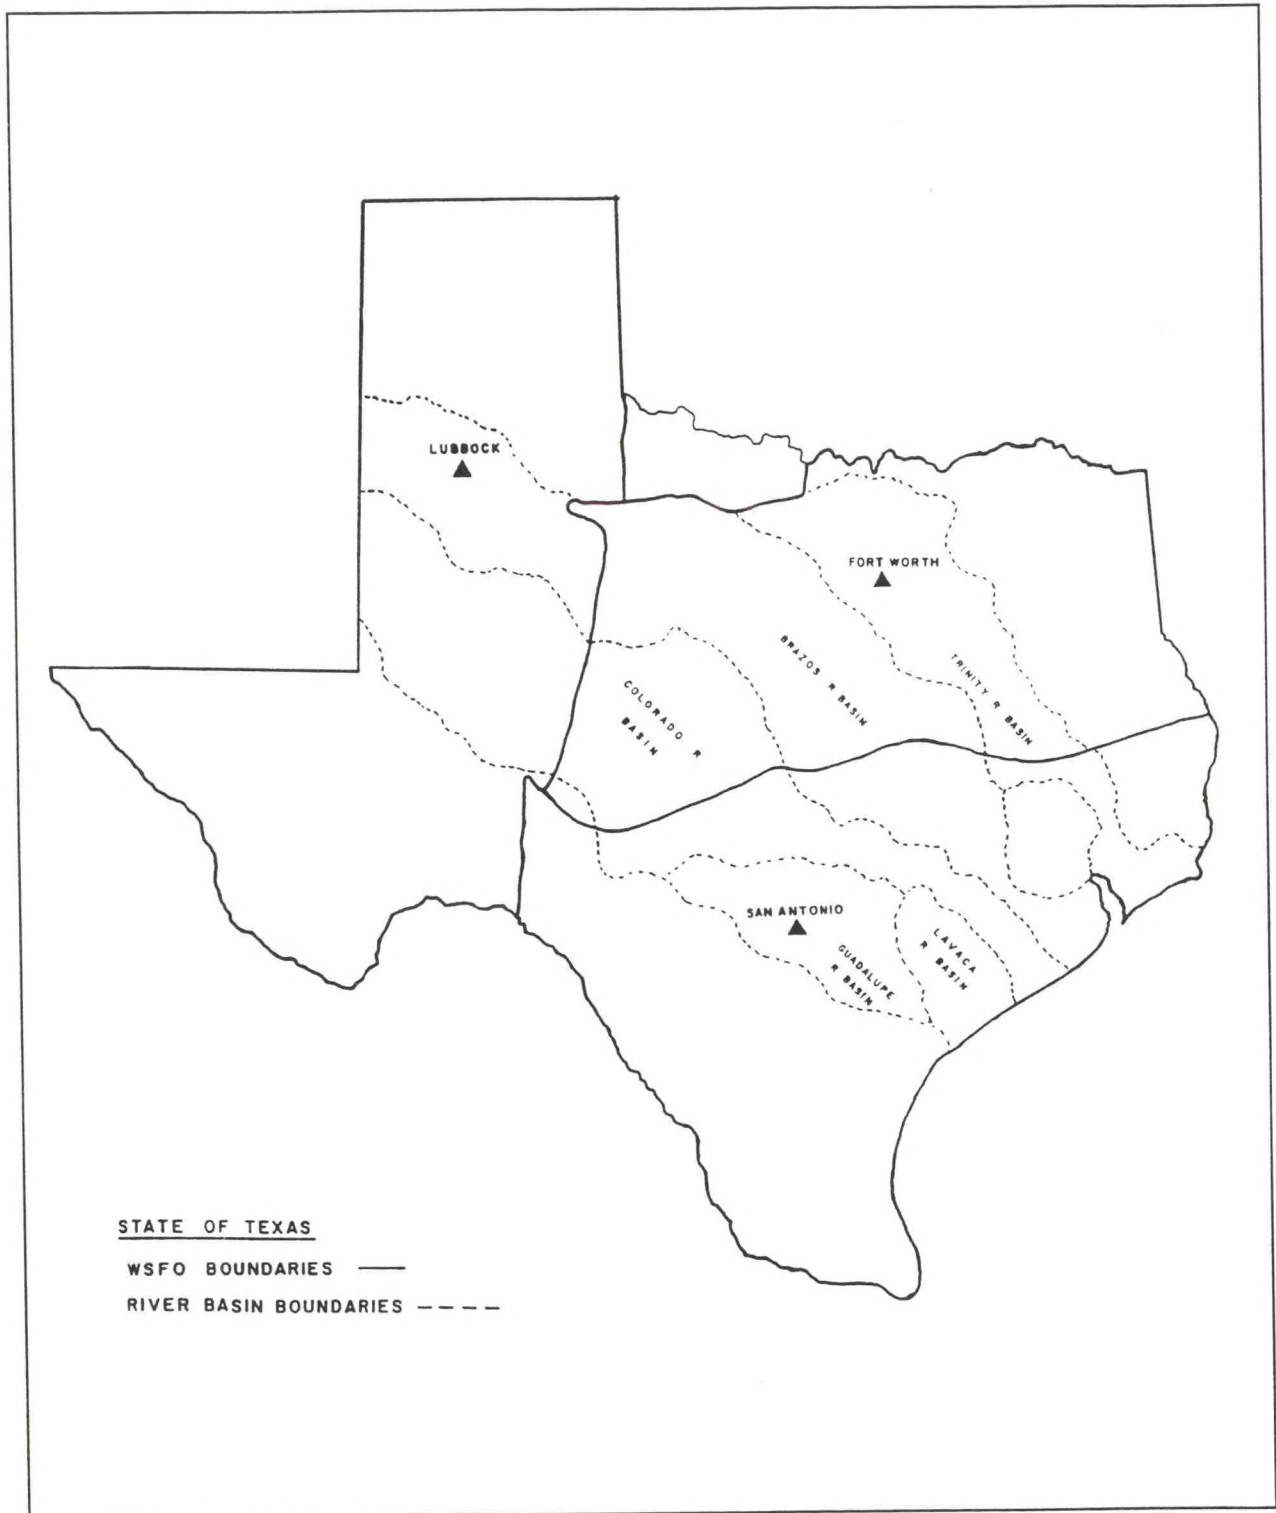 LUBBOCK
FORT WORTH
BRAZOS R BASIN
TRINITY R BASIN
COLORADO R
BASIN
SAN ANTONIO
GUADALUPE
R BASIN
LAVACA
R BASIN
STATE OF TEXAS
WSFO BOUNDARIES
RIVER BASIN BOUNDARIES